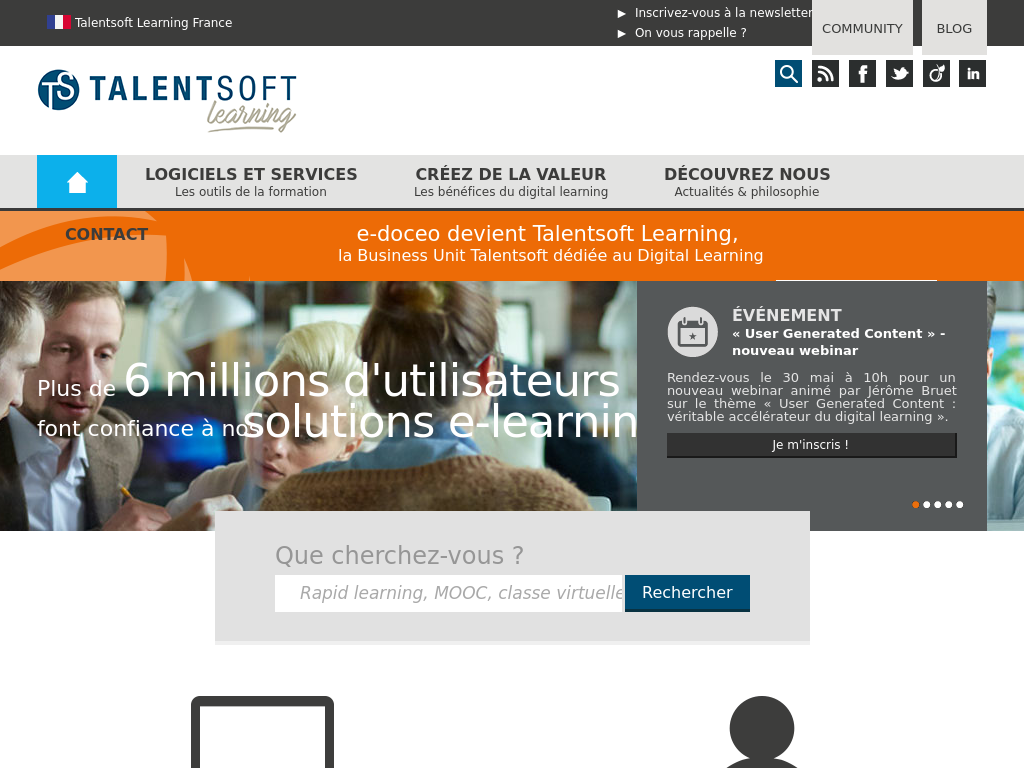 Talentsoft Learning France
► Inscrivez-vous à la newsletter
► On vous rappelle ?
COMMUNITY
BLOG
TS TALENTSOFT
learning
LOGICIELS ET SERVICES
Les outils de la formation
CRÉEZ DE LA VALEUR
Les bénéfices du digital learning
DÉCOUVREZ NOUS
Actualités & philosophie
CONTACT
e-doceo devient Talentsoft Learning,
la Business Unit Talentsoft dédiée au Digital Learning
Plus de 6 millions d'utilisateurs
font confiance à nos solutions e-learnin
ÉVÉNEMENT
« User Generated Content » -
nouveau webinar
Rendez-vous le 30 mai à 10h pour un
nouveau webinar animé par Jérôme Bruet
sur le thème « User Generated Content :
véritable accélérateur du digital learning ».
Je m'inscris !
Que cherchez-vous ?
Rapid learning, MOOC, classe virtuelle
Rechercher